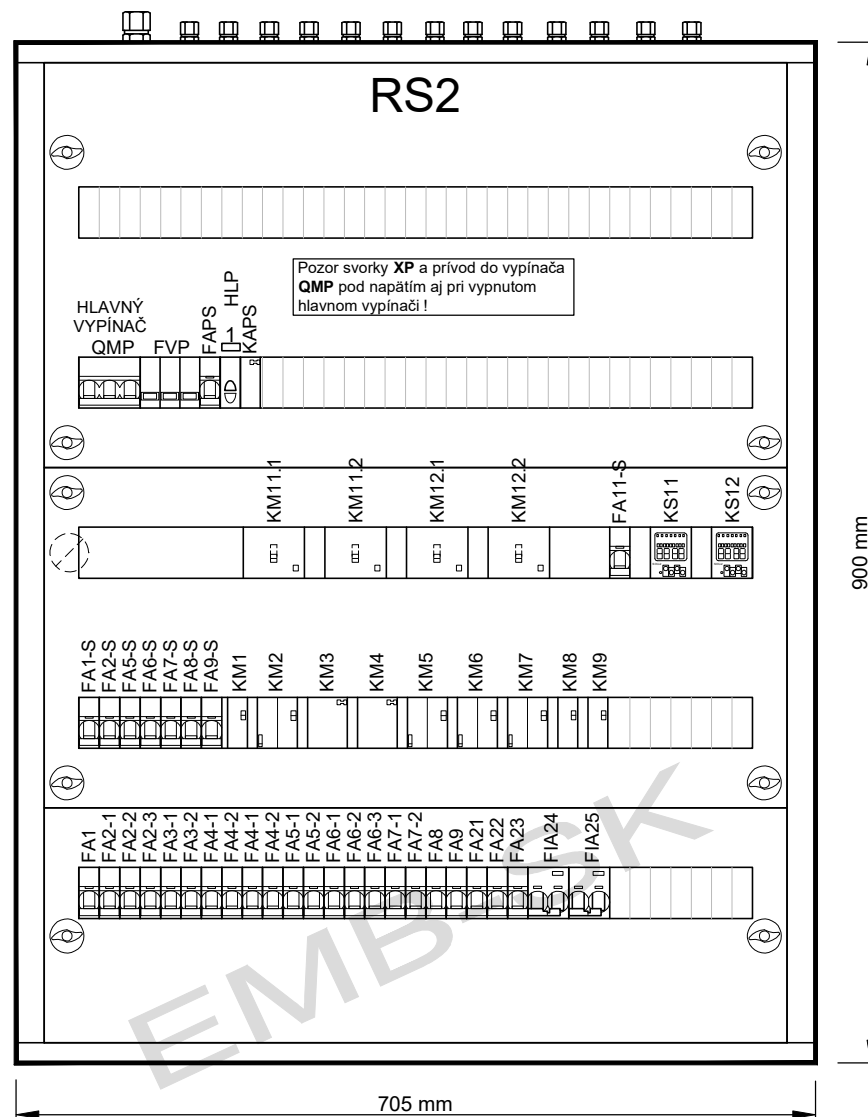 RS2
Pozor svorky XP a prívod do vypínača
QMP pod napätím aj pri vypnutom
hlavnom vypínači !
HLAVNÝ
VYPÍNAČ
QMP
FVP
FAPS
HLP
1
KAPS
KM11.1
KM11.2
KM12.1
KM12.2
FA11-S
KS11
KS12
FA1-S
FA2-S
FA5-S
FA6-S
FA7-S
FA8-S
FA9-S
KM1
KM2
KM3
KM4
KM5
KM6
KM7
KM8
KM9
FA1
FA2-1
FA2-2
FA2-3
FA3-1
FA3-2
FA4-1
FA4-2
FA4-1
FA4-2
FA5-1
FA5-2
FA6-1
FA6-2
FA6-3
FA7-1
FA7-2
FA8
FA9
FA21
FA22
FA23
FIA24
FIA25
EMB-SK
900 mm
705 mm